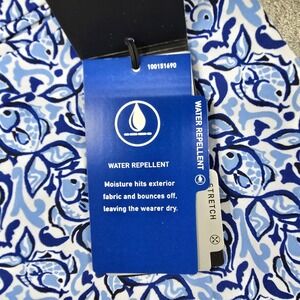 100151690
WATER REPELLENT
Moisture hits exterior
fabric and bounces off,
leaving the wearer dry.
WATER REPELLENT
STRETCH